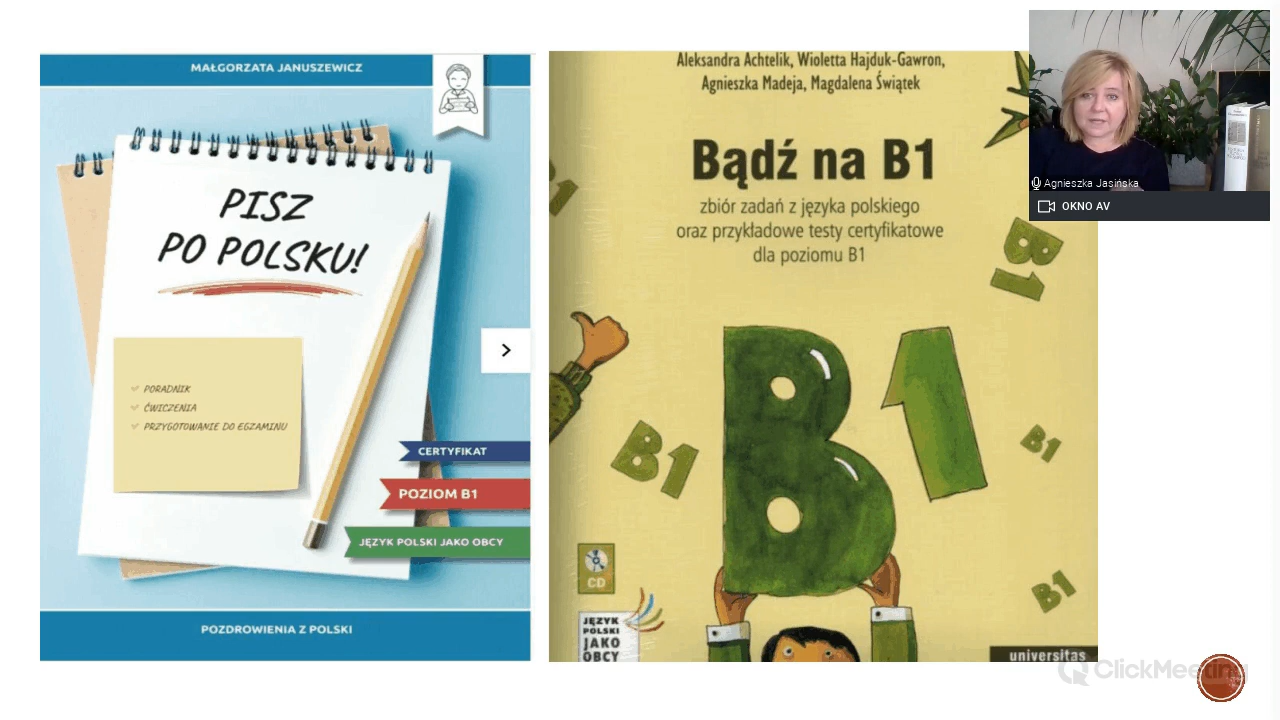 MAŁGORZATA JANUSZEWICZ
PISZ
PO POLSKU!
PORADNIK
ĆWICZENIA
PRZYGOTOWANIE DO EGZAMINU
CERTYFIKAT
POZIOM B1
JĘZYK POLSKI JAKO OBCY
POZDROWIENIA Z POLSKI
Aleksandra Achtelik, Wioletta Hajduk-Gawron,
Agnieszka Madeja, Magdalena Świątek
Bądź na B1
zbiór zadań z języka polskiego
oraz przykładowe testy certyfikatowe
dla poziomu B1
B1
B1
B1
B1
B1
B1
CD
JĘZYK
POLSKI
JAKO
OBCY
universitas
Agnieszka Jasińska
OKNO AV
ClickMeeting